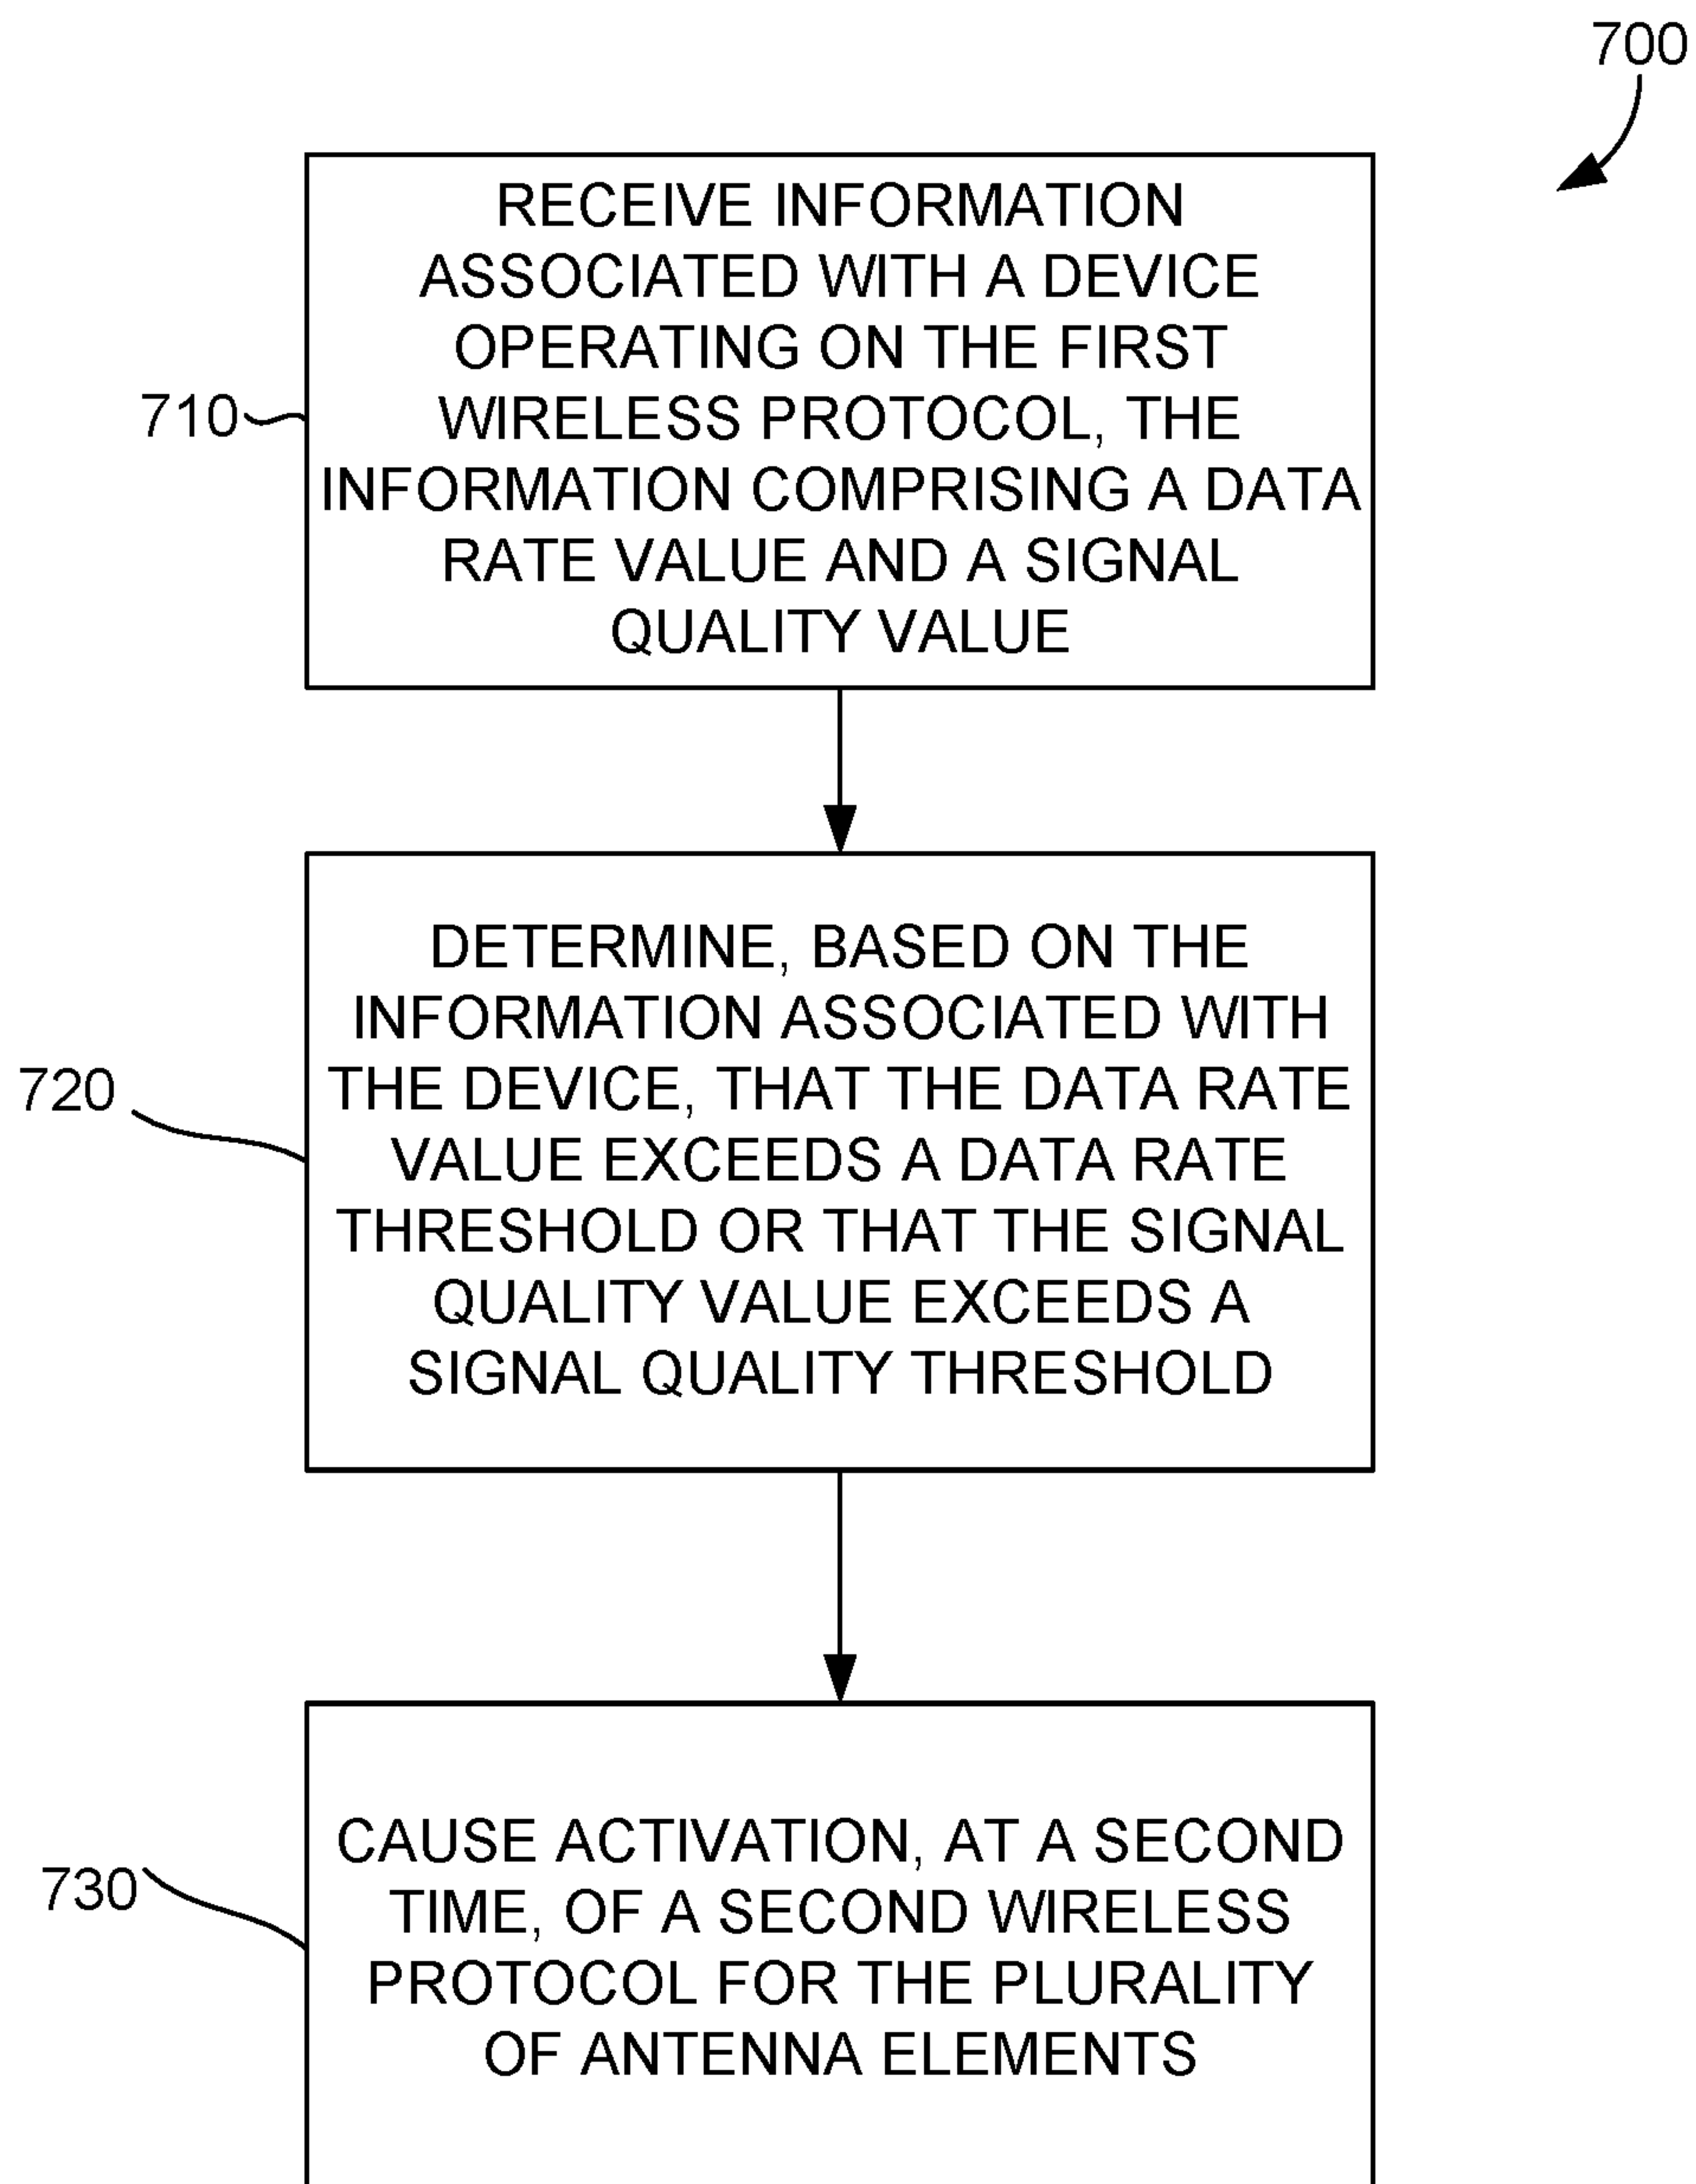 700
RECEIVE INFORMATION
ASSOCIATED WITH A DEVICE
OPERATING ON THE FIRST
WIRELESS PROTOCOL, THE
INFORMATION COMPRISING A DATA
RATE VALUE AND A SIGNAL
QUALITY VALUE
710
DETERMINE, BASED ON THE
INFORMATION ASSOCIATED WITH
THE DEVICE, THAT THE DATA RATE
VALUE EXCEEDS A DATA RATE
THRESHOLD OR THAT THE SIGNAL
QUALITY VALUE EXCEEDS A
SIGNAL QUALITY THRESHOLD
720
CAUSE ACTIVATION, AT A SECOND
TIME, OF A SECOND WIRELESS
PROTOCOL FOR THE PLURALITY
OF ANTENNA ELEMENTS
730